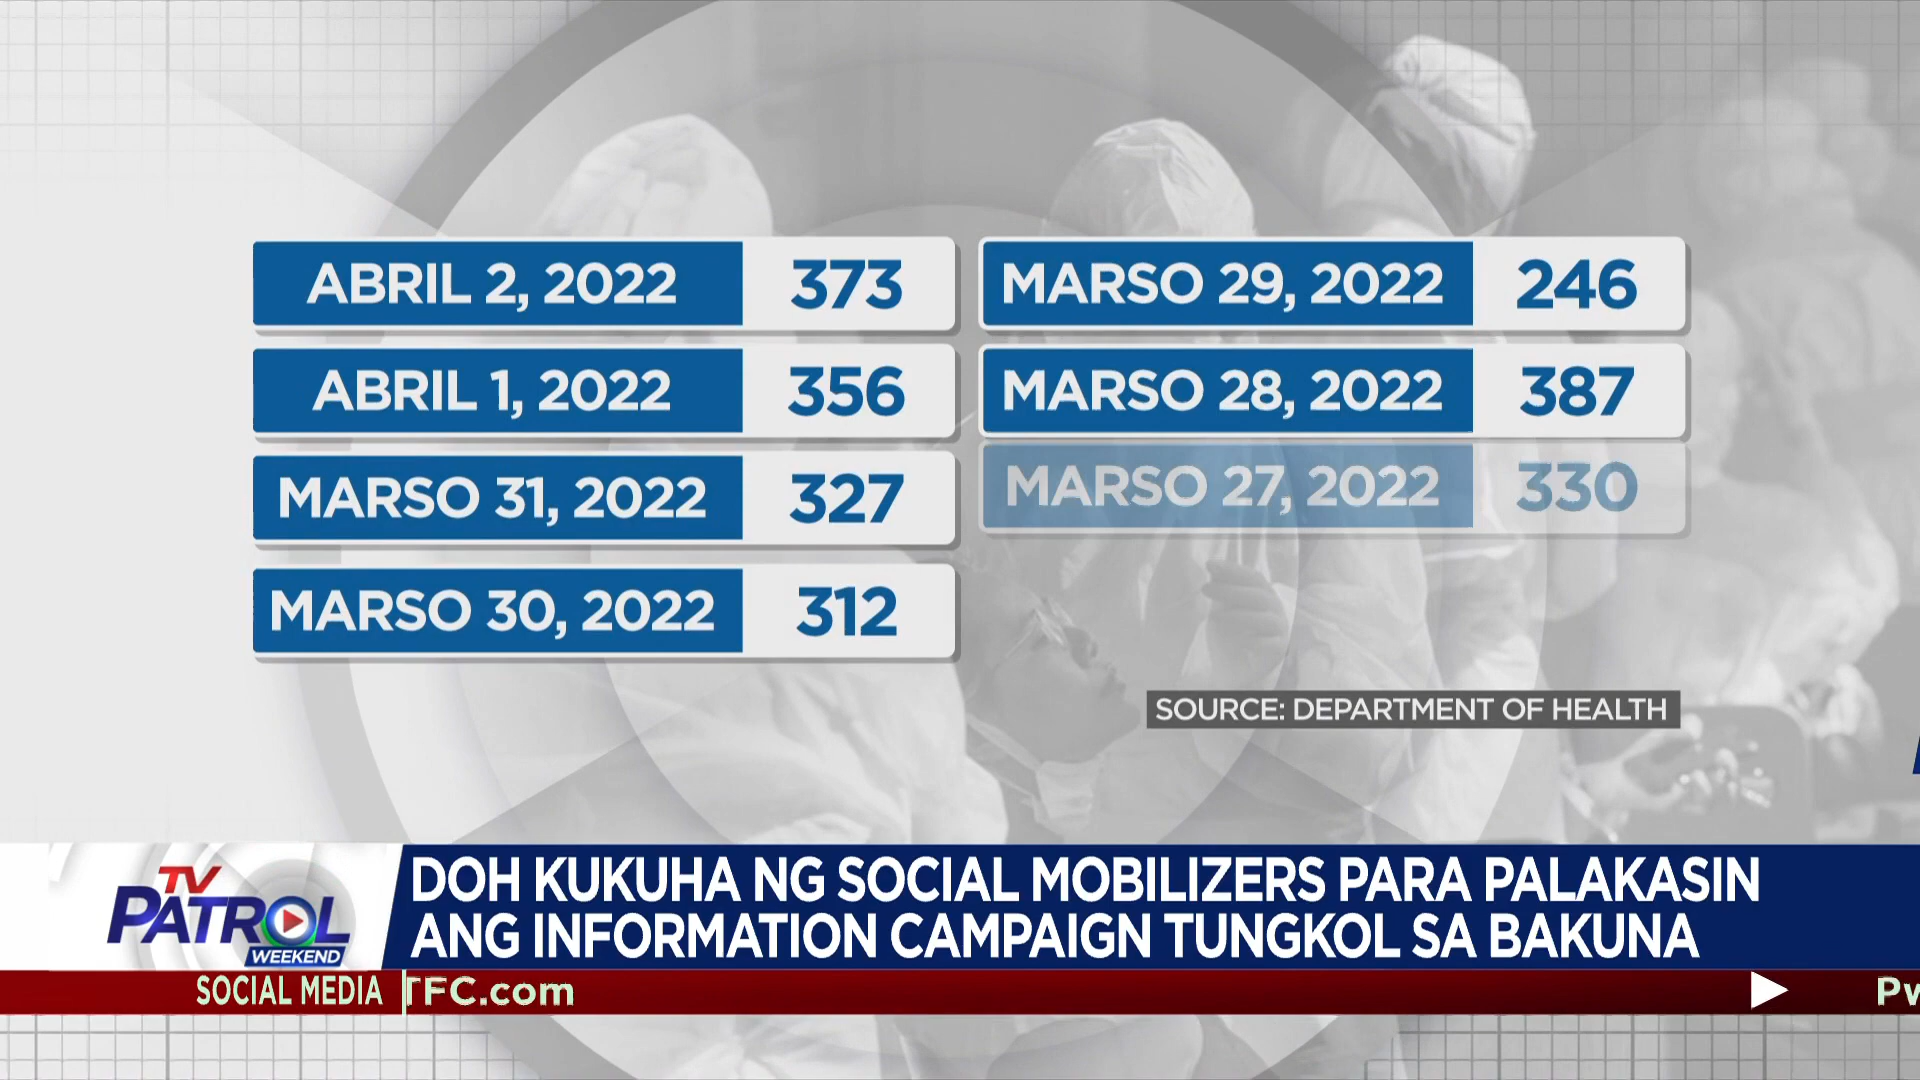 ABRIL 2, 2022 373
ABRIL 1, 2022 356
MARSO 31, 2022 327
MARSO 30, 2022 312
MARSO 29, 2022 246
MARSO 28, 2022 387
MARSO 27, 2022 330
SOURCE: DEPARTMENT OF HEALTH
TV PATROL WEEKEND
DOH KUKUHA NG SOCIAL MOBILIZERS PARA PALAKASIN
ANG INFORMATION CAMPAIGN TUNGKOL SA BAKUNA
SOCIAL MEDIA TFC.com